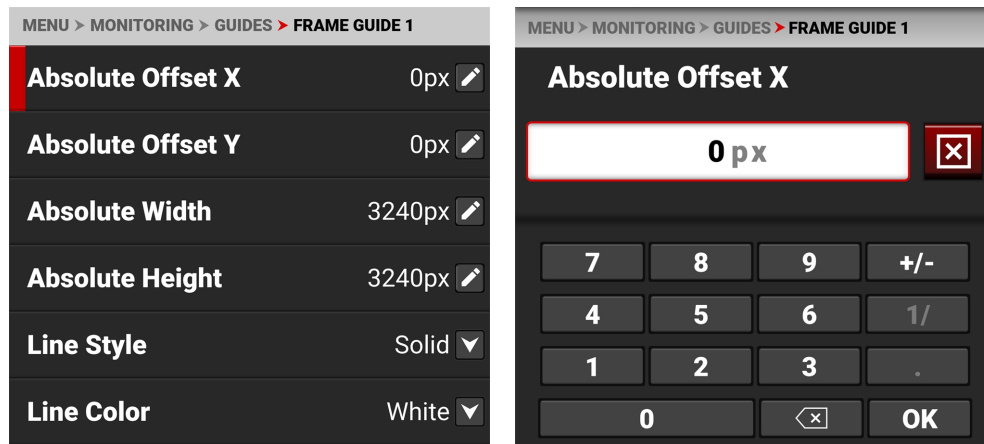 MENU > MONITORING > GUIDES > FRAME GUIDE 1
Absolute Offset X 0px
Absolute Offset Y 0px
Absolute Width 3240px
Absolute Height 3240px
Line Style Solid
Line Color White
MENU > MONITORING > GUIDES > FRAME GUIDE 1
Absolute Offset X
0 px
7 8 9 +/-
4 5 6 1/
1 2 3 .
0 OK